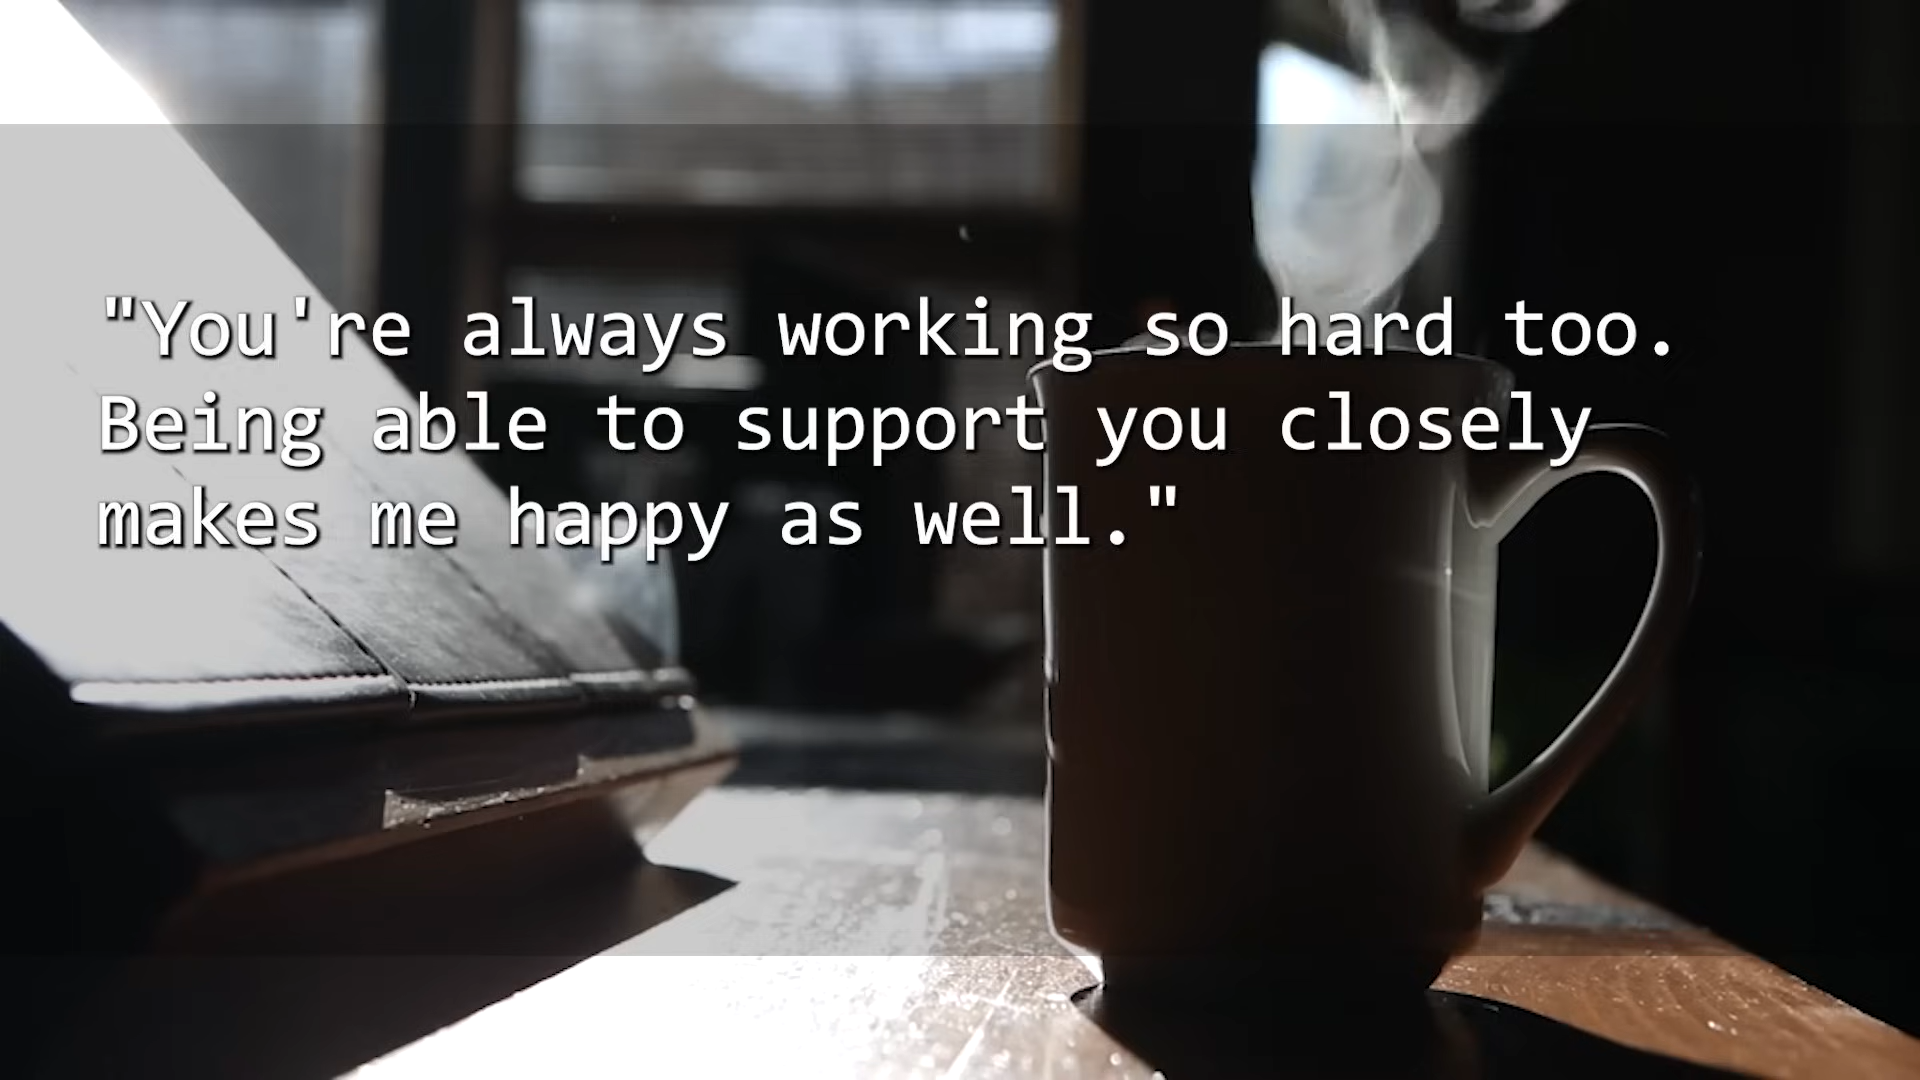 "You're always working so hard too.
Being able to support you closely
makes me happy as well."